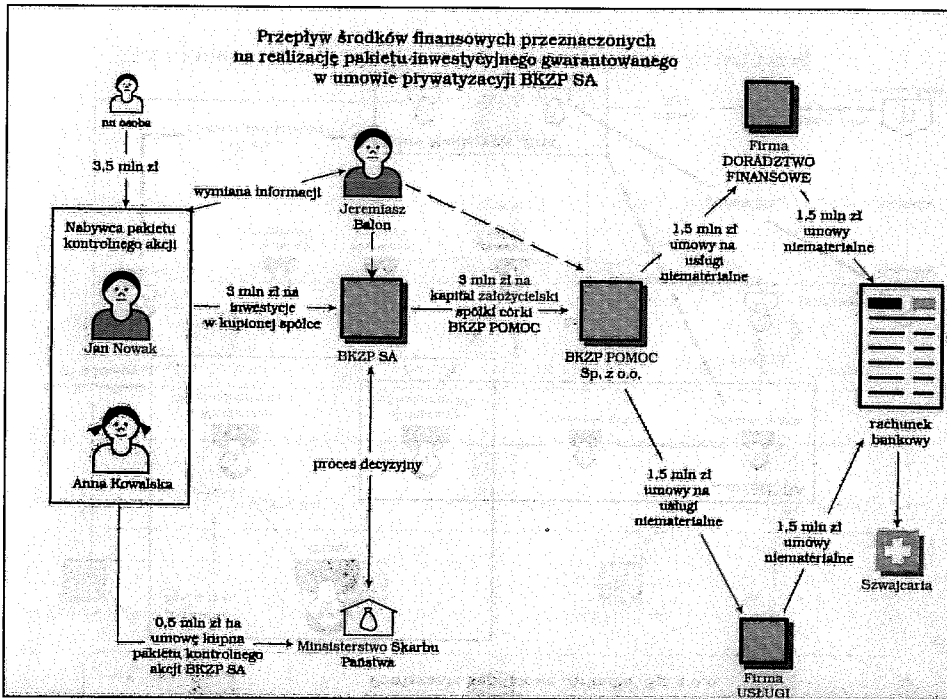 Przepływ środków finansowych przeznaczonych
na realizację pakietu inwestycyjnego gwarantowanego
w umowie prywatyzacyji BKZP SA
nn osoba
3,5 mln zł
wymiana informacji
Jeremiasz
Balon
Firma
DORADZTWO
FINANSOWE
Nabywca pakietu
kontrolnego akcji
Jan Nowak
Anna Kowalska
3 mln zł na
inwestycje
w kupionej spółce
BKZP SA
3 mln zł na
kapitał założycielski
spółki córki
BKZP POMOC
BKZP POMOC
Sp. z o.o.
1,5 mln zł
umowy na
usługi
niematerialne
1,5 mln zł
umowy
niematerialne
rachunek
bankowy
proces decyzyjny
1,5 mln zł
umowy na
usługi
niematerialne
1,5 mln zł
umowy
niematerialne
Szwajcaria
0,5 mln zł na
umowę kupna
pakietu kontrolnego
akcji BKZP SA
Minsisterstwo Skarbu
Państwa
Firma
USŁUGI